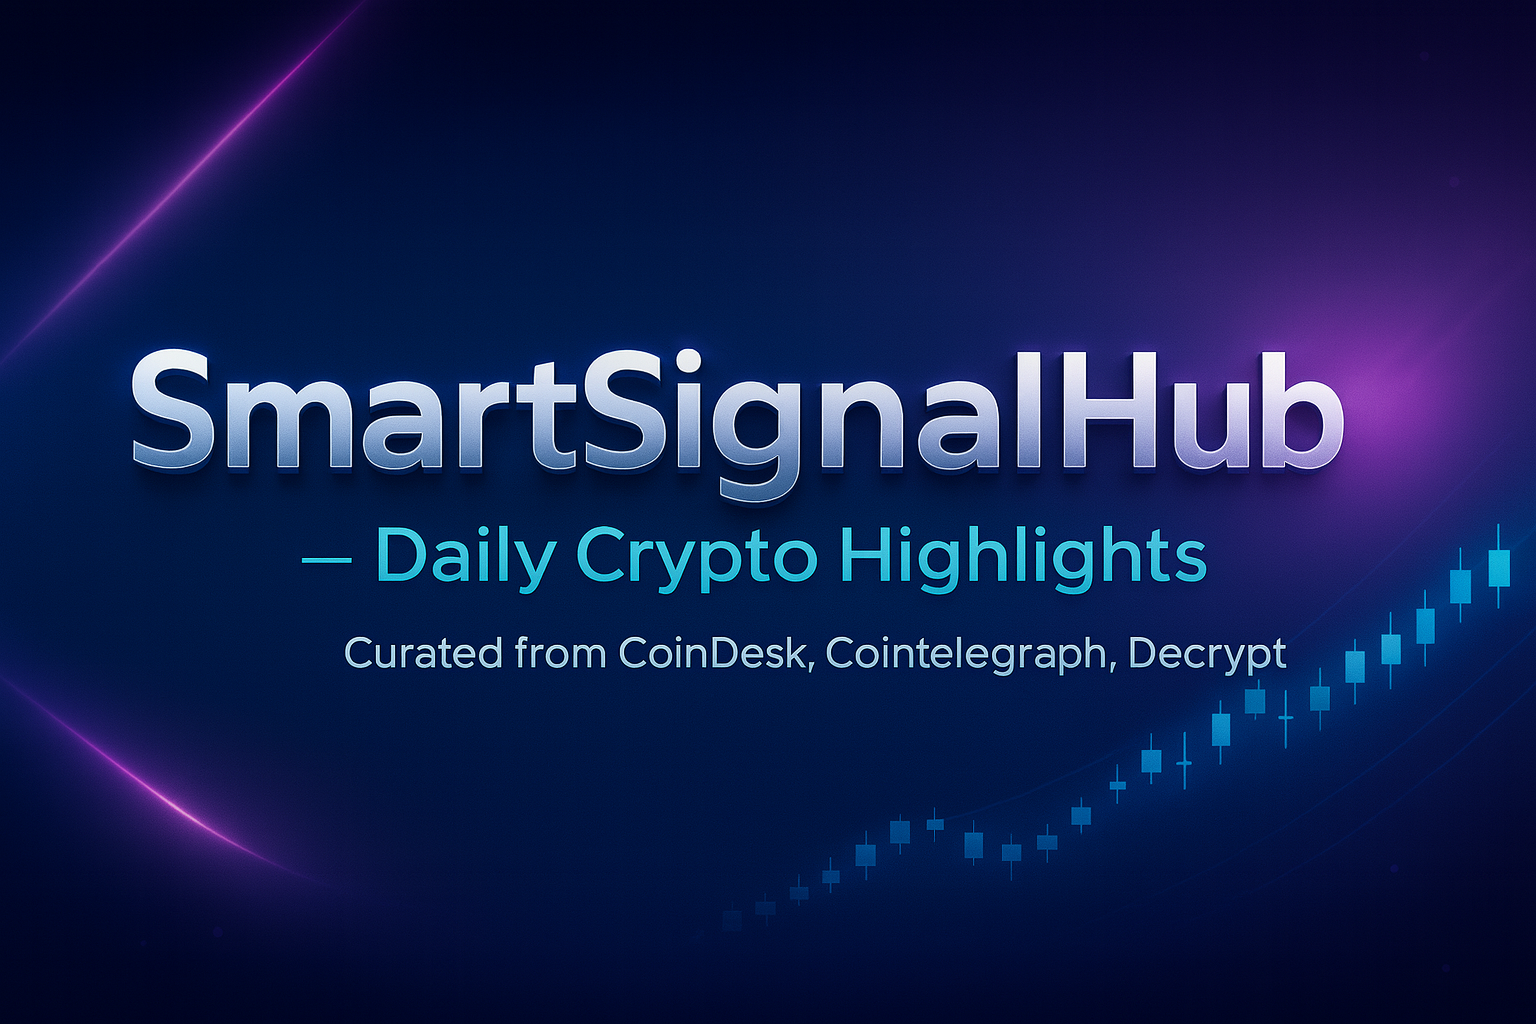 SmartSignalHub
— Daily Crypto Highlights
Curated from CoinDesk, Cointelegraph, Decrypt